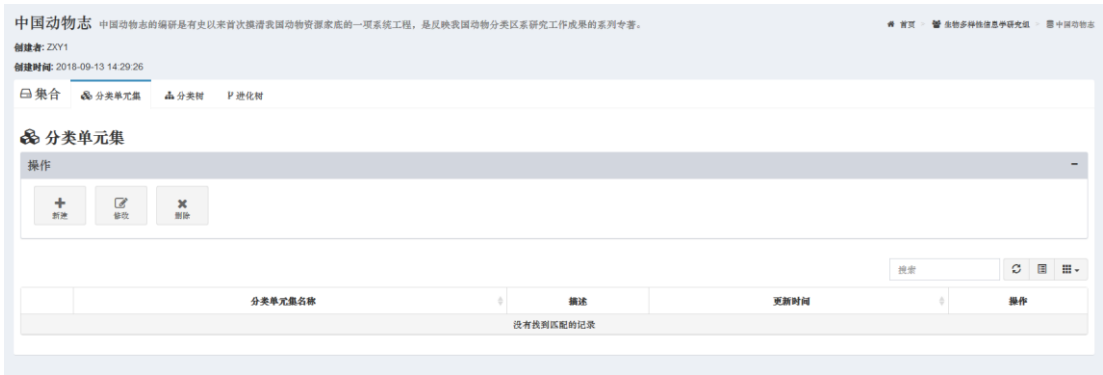 中国动物志 中国动物志的编研是有史以来首次摸清我国动物资源家底的一项系统工程，是反映我国动物分类区系研究工作成果的系列专著。
首页 > 生物多样性信息学研究组 > 中国动物志
创建者: ZXY1
创建时间: 2018-09-13 14:29:26
集合 分类单元集 分类树 进化树
分类单元集
操作
新建 修改 删除
搜索
分类单元集名称 描述 更新时间 操作
没有找到匹配的记录